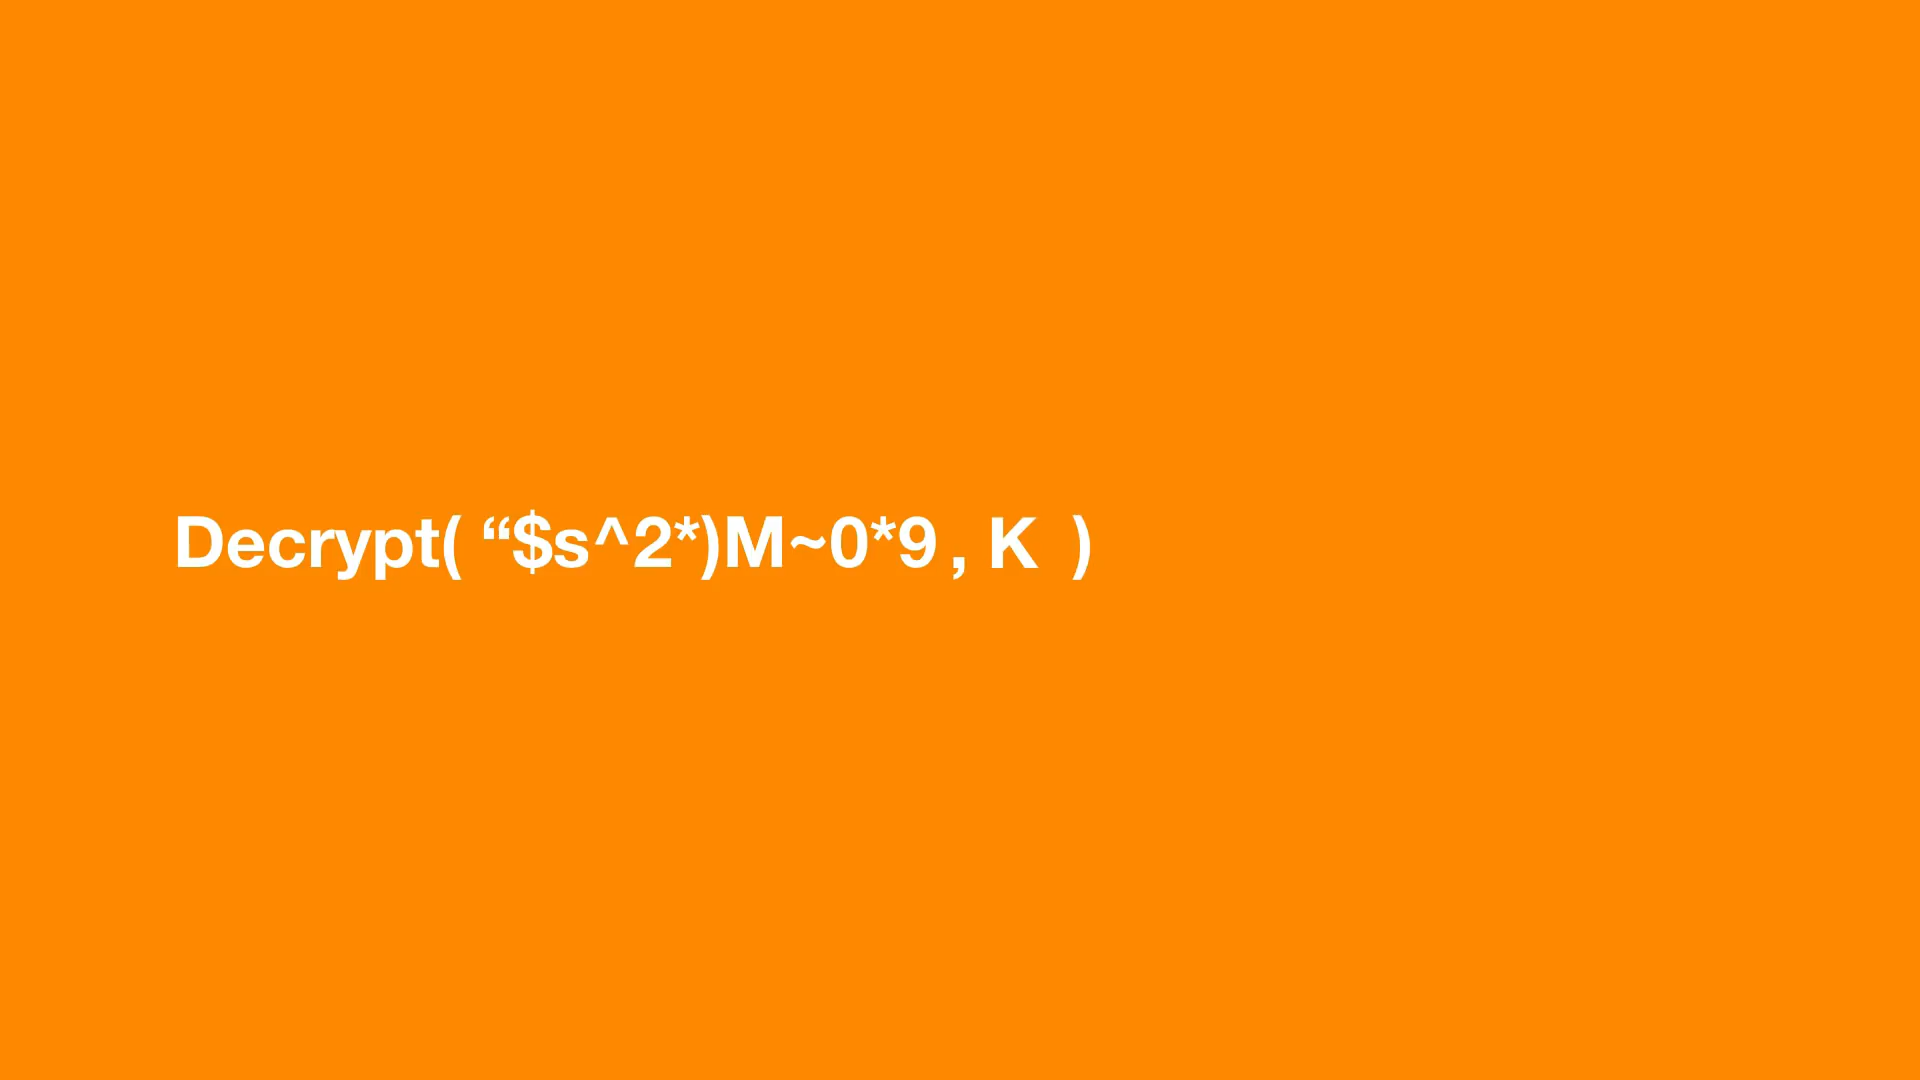 Decrypt( “$s^2*)M~0*9 , K )